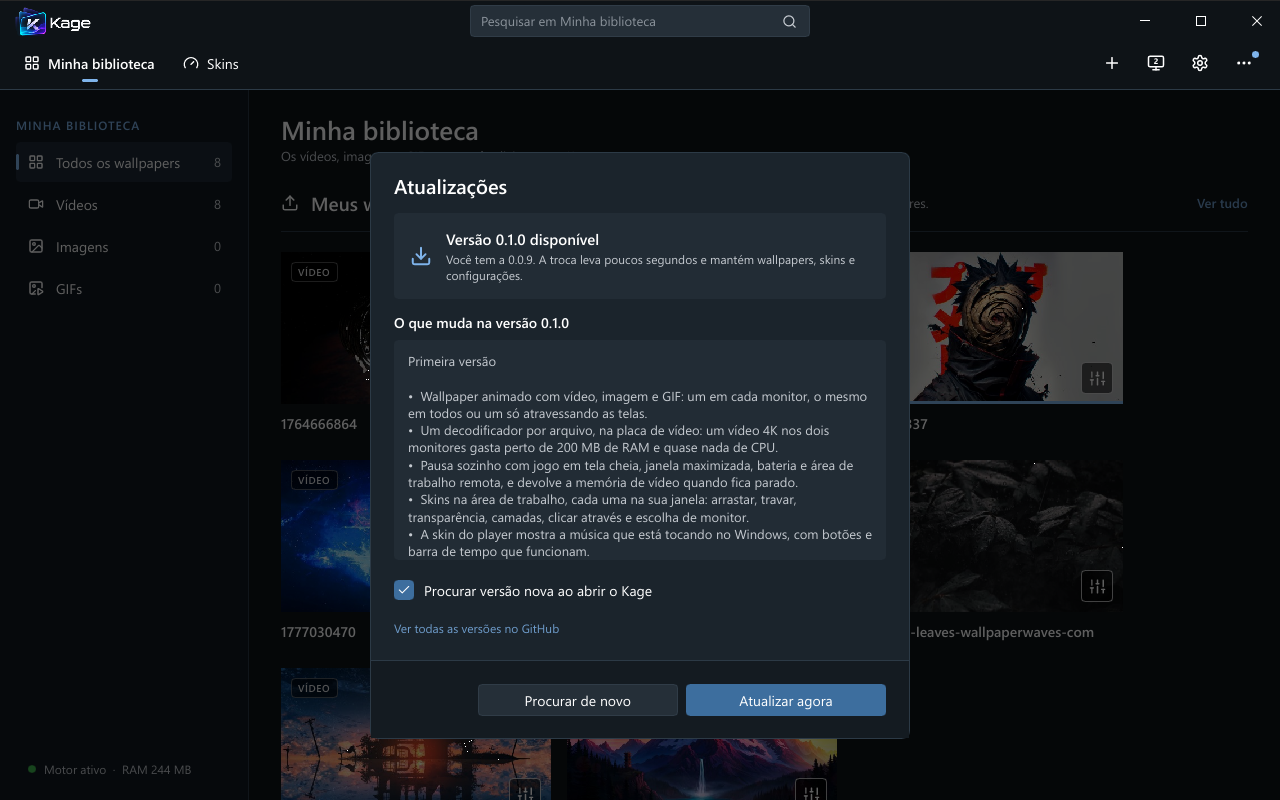 Kage
Pesquisar em Minha biblioteca
Minha biblioteca
Skins
2
MINHA BIBLIOTECA
Todos os wallpapers 8
Vídeos 8
Imagens 0
GIFs 0
Motor ativo · RAM 244 MB
Minha biblioteca
Os vídeos,
Meus
Ver tudo
VÍDEO
1764666864
VÍDEO
1777030470
-leaves-wallpaperwaves-com
VÍDEO
Atualizações
Versão 0.1.0 disponível
Você tem a 0.0.9. A troca leva poucos segundos e mantém wallpapers, skins e
configurações.
O que muda na versão 0.1.0
Primeira versão
• Wallpaper animado com vídeo, imagem e GIF: um em cada monitor, o mesmo
em todos ou um só atravessando as telas.
• Um decodificador por arquivo, na placa de vídeo: um vídeo 4K nos dois
monitores gasta perto de 200 MB de RAM e quase nada de CPU.
• Pausa sozinho com jogo em tela cheia, janela maximizada, bateria e área de
trabalho remota, e devolve a memória de vídeo quando fica parado.
• Skins na área de trabalho, cada uma na sua janela: arrastar, travar,
transparência, camadas, clicar através e escolha de monitor.
• A skin do player mostra a música que está tocando no Windows, com botões e
barra de tempo que funcionam.
Procurar versão nova ao abrir o Kage
Ver todas as versões no GitHub
Procurar de novo
Atualizar agora